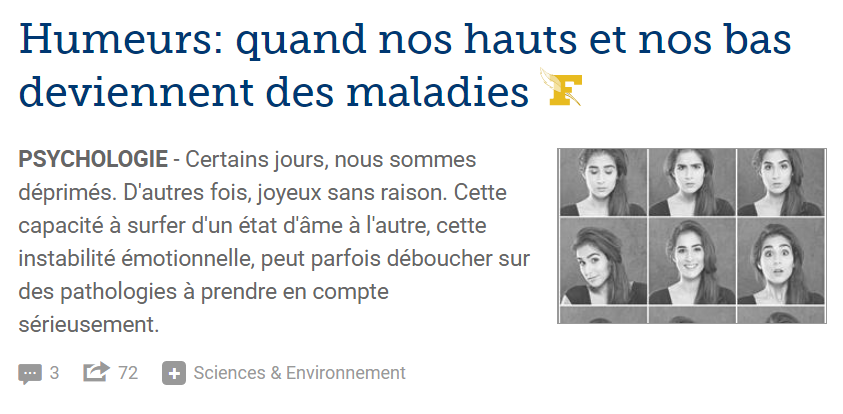 Humeurs: quand nos hauts et nos bas
deviennent des maladies F
PSYCHOLOGIE - Certains jours, nous sommes
déprimés. D'autres fois, joyeux sans raison. Cette
capacité à surfer d'un état d'âme à l'autre, cette
instabilité émotionnelle, peut parfois déboucher sur
des pathologies à prendre en compte
sérieusement.
3 72 Sciences & Environnement